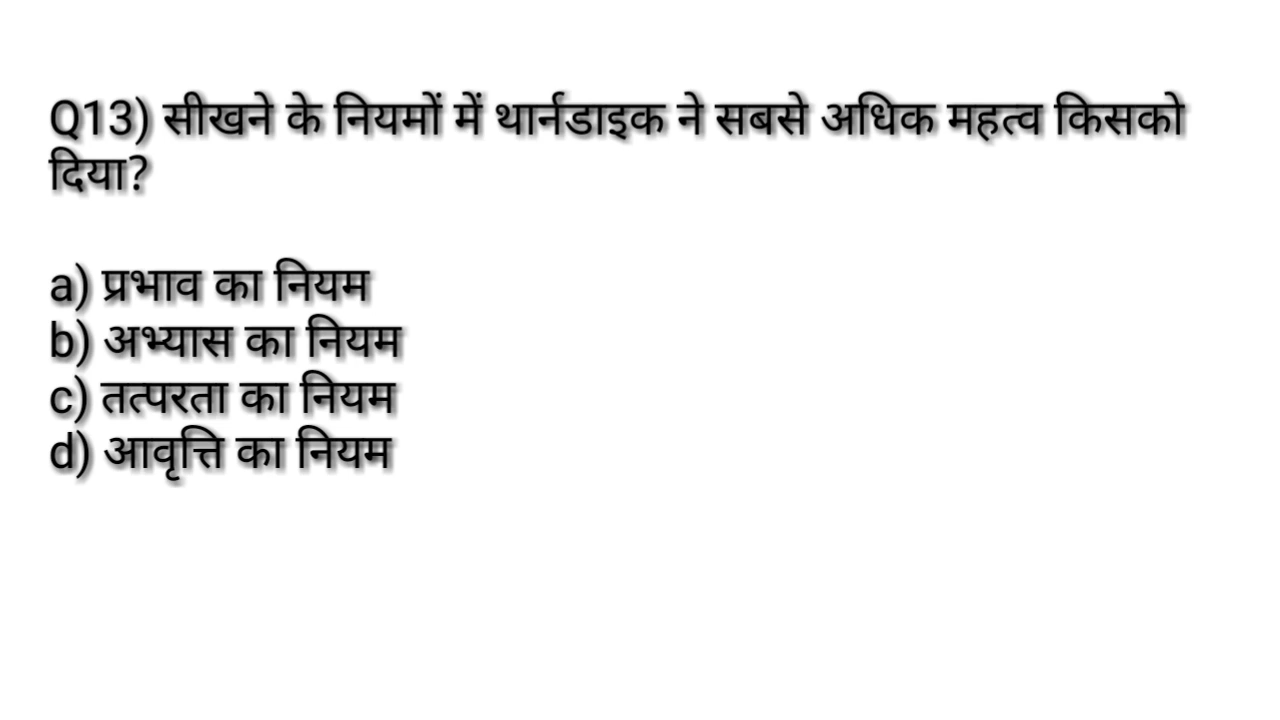 Q13) सीखने के नियमों में थार्नडाइक ने सबसे अधिक महत्व किसको
दिया?
a) प्रभाव का नियम
b) अभ्यास का नियम
c) तत्परता का नियम
d) आवृत्ति का नियम